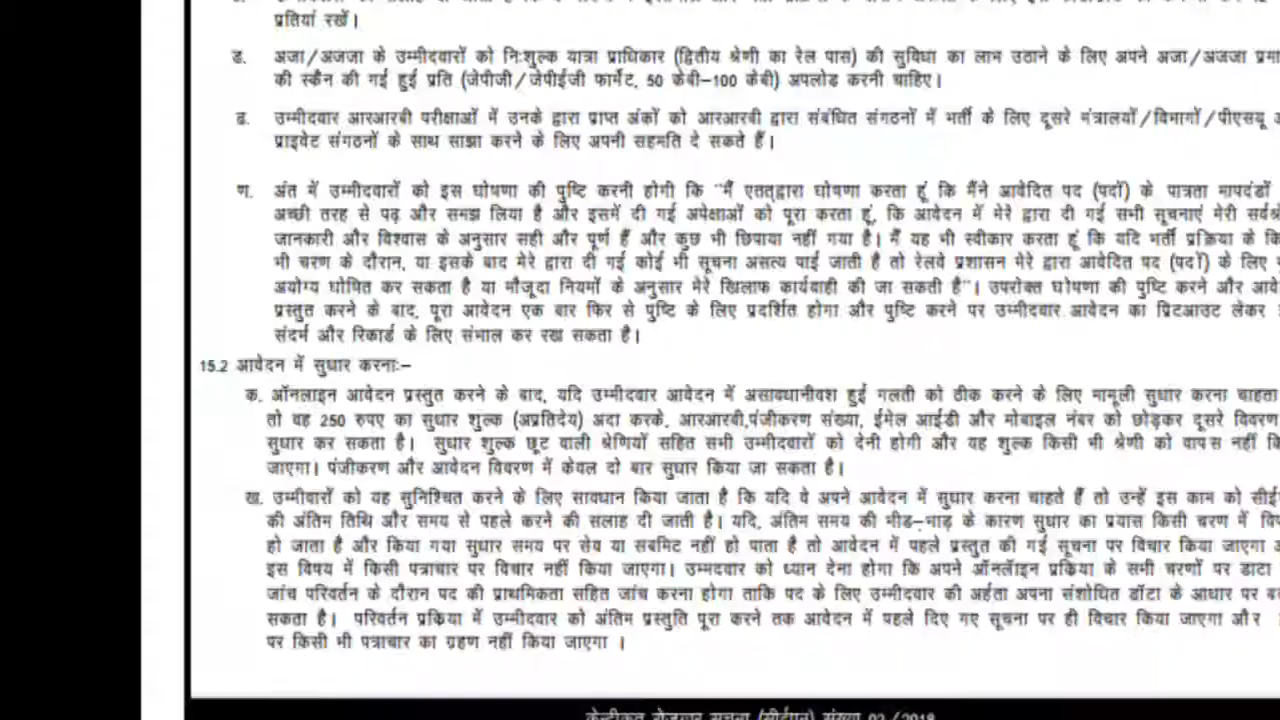 प्रतियां रखें।
ड. अजा/अजजा के उम्मीदवारों को निःशुल्क यात्रा प्राधिकार (द्वितीय श्रेणी का रेल पास) की सुविधा का लाभ उठाने के लिए अपने अजा/अजजा
की स्कैन की गई हुई प्रति (जेपीजी/जेपीईजी फार्मेट, 50 केबी–100 केबी) अपलोड करनी चाहिए।
ढ. उम्मीदवार आरआरबी परीक्षाओं में उनके द्वारा प्राप्त अंकों को आरआरबी द्वारा संबंधित संगठनों में भर्ती के लिए दूसरे मंत्रालयों/विभागों/पीएसयू
प्राइवेट संगठनों के साथ साझा करने के लिए अपनी सहमति दे सकते हैं।
ण. अंत में उम्मीदवारों को इस घोषणा की पुष्टि करनी होगी कि "मैं एतत्द्वारा घोषणा करता हूं कि मैंने आवेदित पद (पदों) के पात्रता मापदंडों
अच्छी तरह से पढ़ और समझ लिया है और इसमें दी गई अपेक्षाओं को पूरा करता हूं, कि आवेदन में मेरे द्वारा दी गई सभी सूचनाएं मेरी
जानकारी और विश्वास के अनुसार सही और पूर्ण हैं और कुछ भी छिपाया नहीं गया है। मैं यह भी स्वीकार करता हूं कि यदि भर्ती प्रक्रिया के
भी चरण के दौरान, या इसके बाद मेरे द्वारा दी गई कोई भी सूचना असत्य पाई जाती है तो रेलवे प्रशासन मेरे द्वारा आवेदित पद (पदों) के लिए
अयोग्य घोषित कर सकता है या मौजूदा नियमों के अनुसार मेरे खिलाफ कार्यवाही की जा सकती है"। उपरोक्त घोषणा की पुष्टि करने और
प्रस्तुत करने के बाद, पूरा आवेदन एक बार फिर से पुष्टि के लिए प्रदर्शित होगा और पुष्टि करने पर उम्मीदवार आवेदन का प्रिंटआउट लेकर
संदर्भ और रिकार्ड के लिए संभाल कर रख सकता है।
15.2 आवेदन में सुधार करनाः–
क. ऑनलाइन आवेदन प्रस्तुत करने के बाद, यदि उम्मीदवार आवेदन में असावधानीवश हुई गलती को ठीक करने के लिए मामूली सुधार करना चाहता
तो वह 250 रुपए का सुधार शुल्क (अप्रतिदेय) अदा करके, आरआरबी,पंजीकरण संख्या, ईमेल आईडी और मोबाइल नंबर को छोड़कर दूसरे विवरण
सुधार कर सकता है। सुधार शुल्क छूट वाली श्रेणियों सहित सभी उम्मीदवारों को देनी होगी और यह शुल्क किसी भी श्रेणी को वापस नहीं
जाएगा। पंजीकरण और आवेदन विवरण में केवल दो बार सुधार किया जा सकता है।
ख. उम्मीवारों को यह सुनिश्चित करने के लिए सावधान किया जाता है कि यदि वे अपने आवेदन में सुधार करना चाहते हैं तो उन्हें इस काम को
की अंतिम तिथि और समय से पहले करने की सलाह दी जाती है। यदि, अंतिम समय की भीड़–भाड़ के कारण सुधार का प्रयास किसी चरण में
हो जाता है और किया गया सुधार समय पर सेव या सबमिट नहीं हो पाता है तो आवेदन में पहले प्रस्तुत की गई सूचना पर विचार किया जाएगा
इस विषय में किसी पत्राचार पर विचार नहीं किया जाएगा। उम्मदवार को ध्यान देना होगा कि अपने ऑनलॉइन प्रक्रिया के सभी चरणों पर डाटा
जांच परिवर्तन के दौरान पद की प्राथमिकता सहित जांच करना होगा ताकि पद के लिए उम्मीदवार की अर्हता अपना संशोधित डॉटा के आधार पर
सकता है। परिवर्तन प्रक्रिया में उम्मीदवार को अंतिम प्रस्तुति पूरा करने तक आवेदन में पहले दिए गए सूचना पर ही विचार किया जाएगा और
पर किसी भी पत्राचार का ग्रहण नहीं किया जाएगा ।